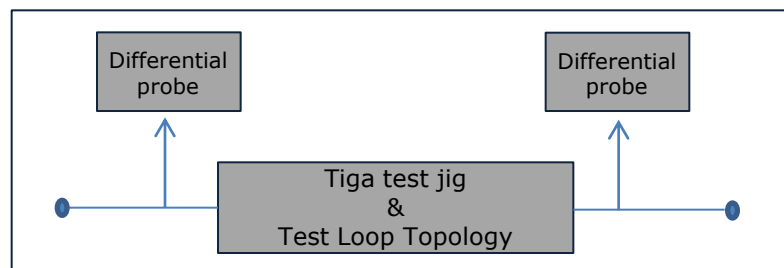 Differential
probe
Differential
probe
Tiga test jig
&
Test Loop Topology